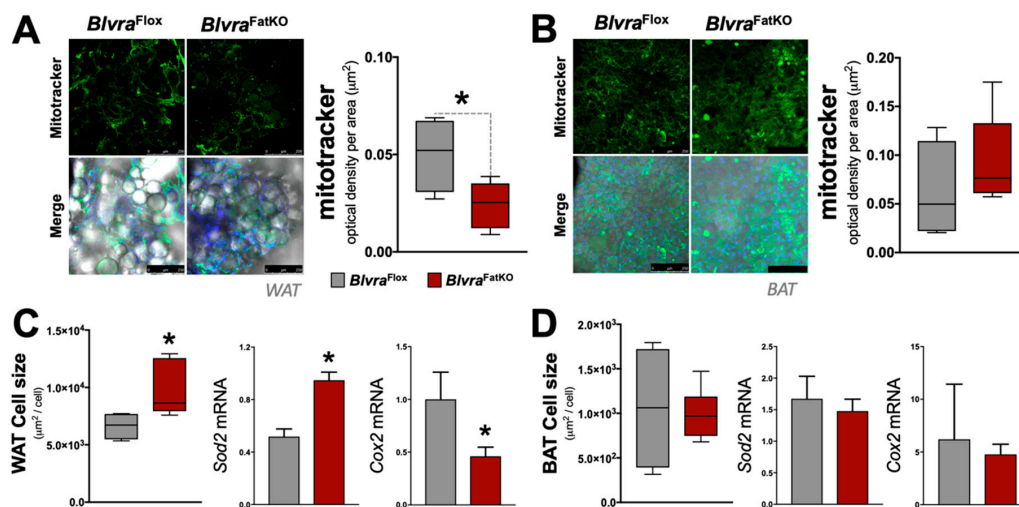 A
Blvra^Flox
Blvra^FatKO
Mitotracker
Merge
WAT
mitotracker
optical density per area (μm²)
0.10
0.05
0.00
*
Blvra^Flox
Blvra^FatKO
B
Blvra^Flox
Blvra^FatKO
Mitotracker
Merge
BAT
mitotracker
optical density per area (μm²)
0.20
0.15
0.10
0.05
0.00
C
WAT Cell size
(μm² / cell)
1.5×10⁴
1.0×10⁴
5.0×10³
0.0
*
Sod2 mRNA
1.2
0.9
0.6
0.3
0.0
*
Cox2 mRNA
1.5
1.0
0.5
0.0
*
D
BAT Cell size
(μm² / cell)
2.0×10³
1.5×10³
1.0×10³
5.0×10²
0.0
Sod2 mRNA
2.5
2.0
1.5
1.0
0.5
0.0
Cox2 mRNA
15
10
5
0